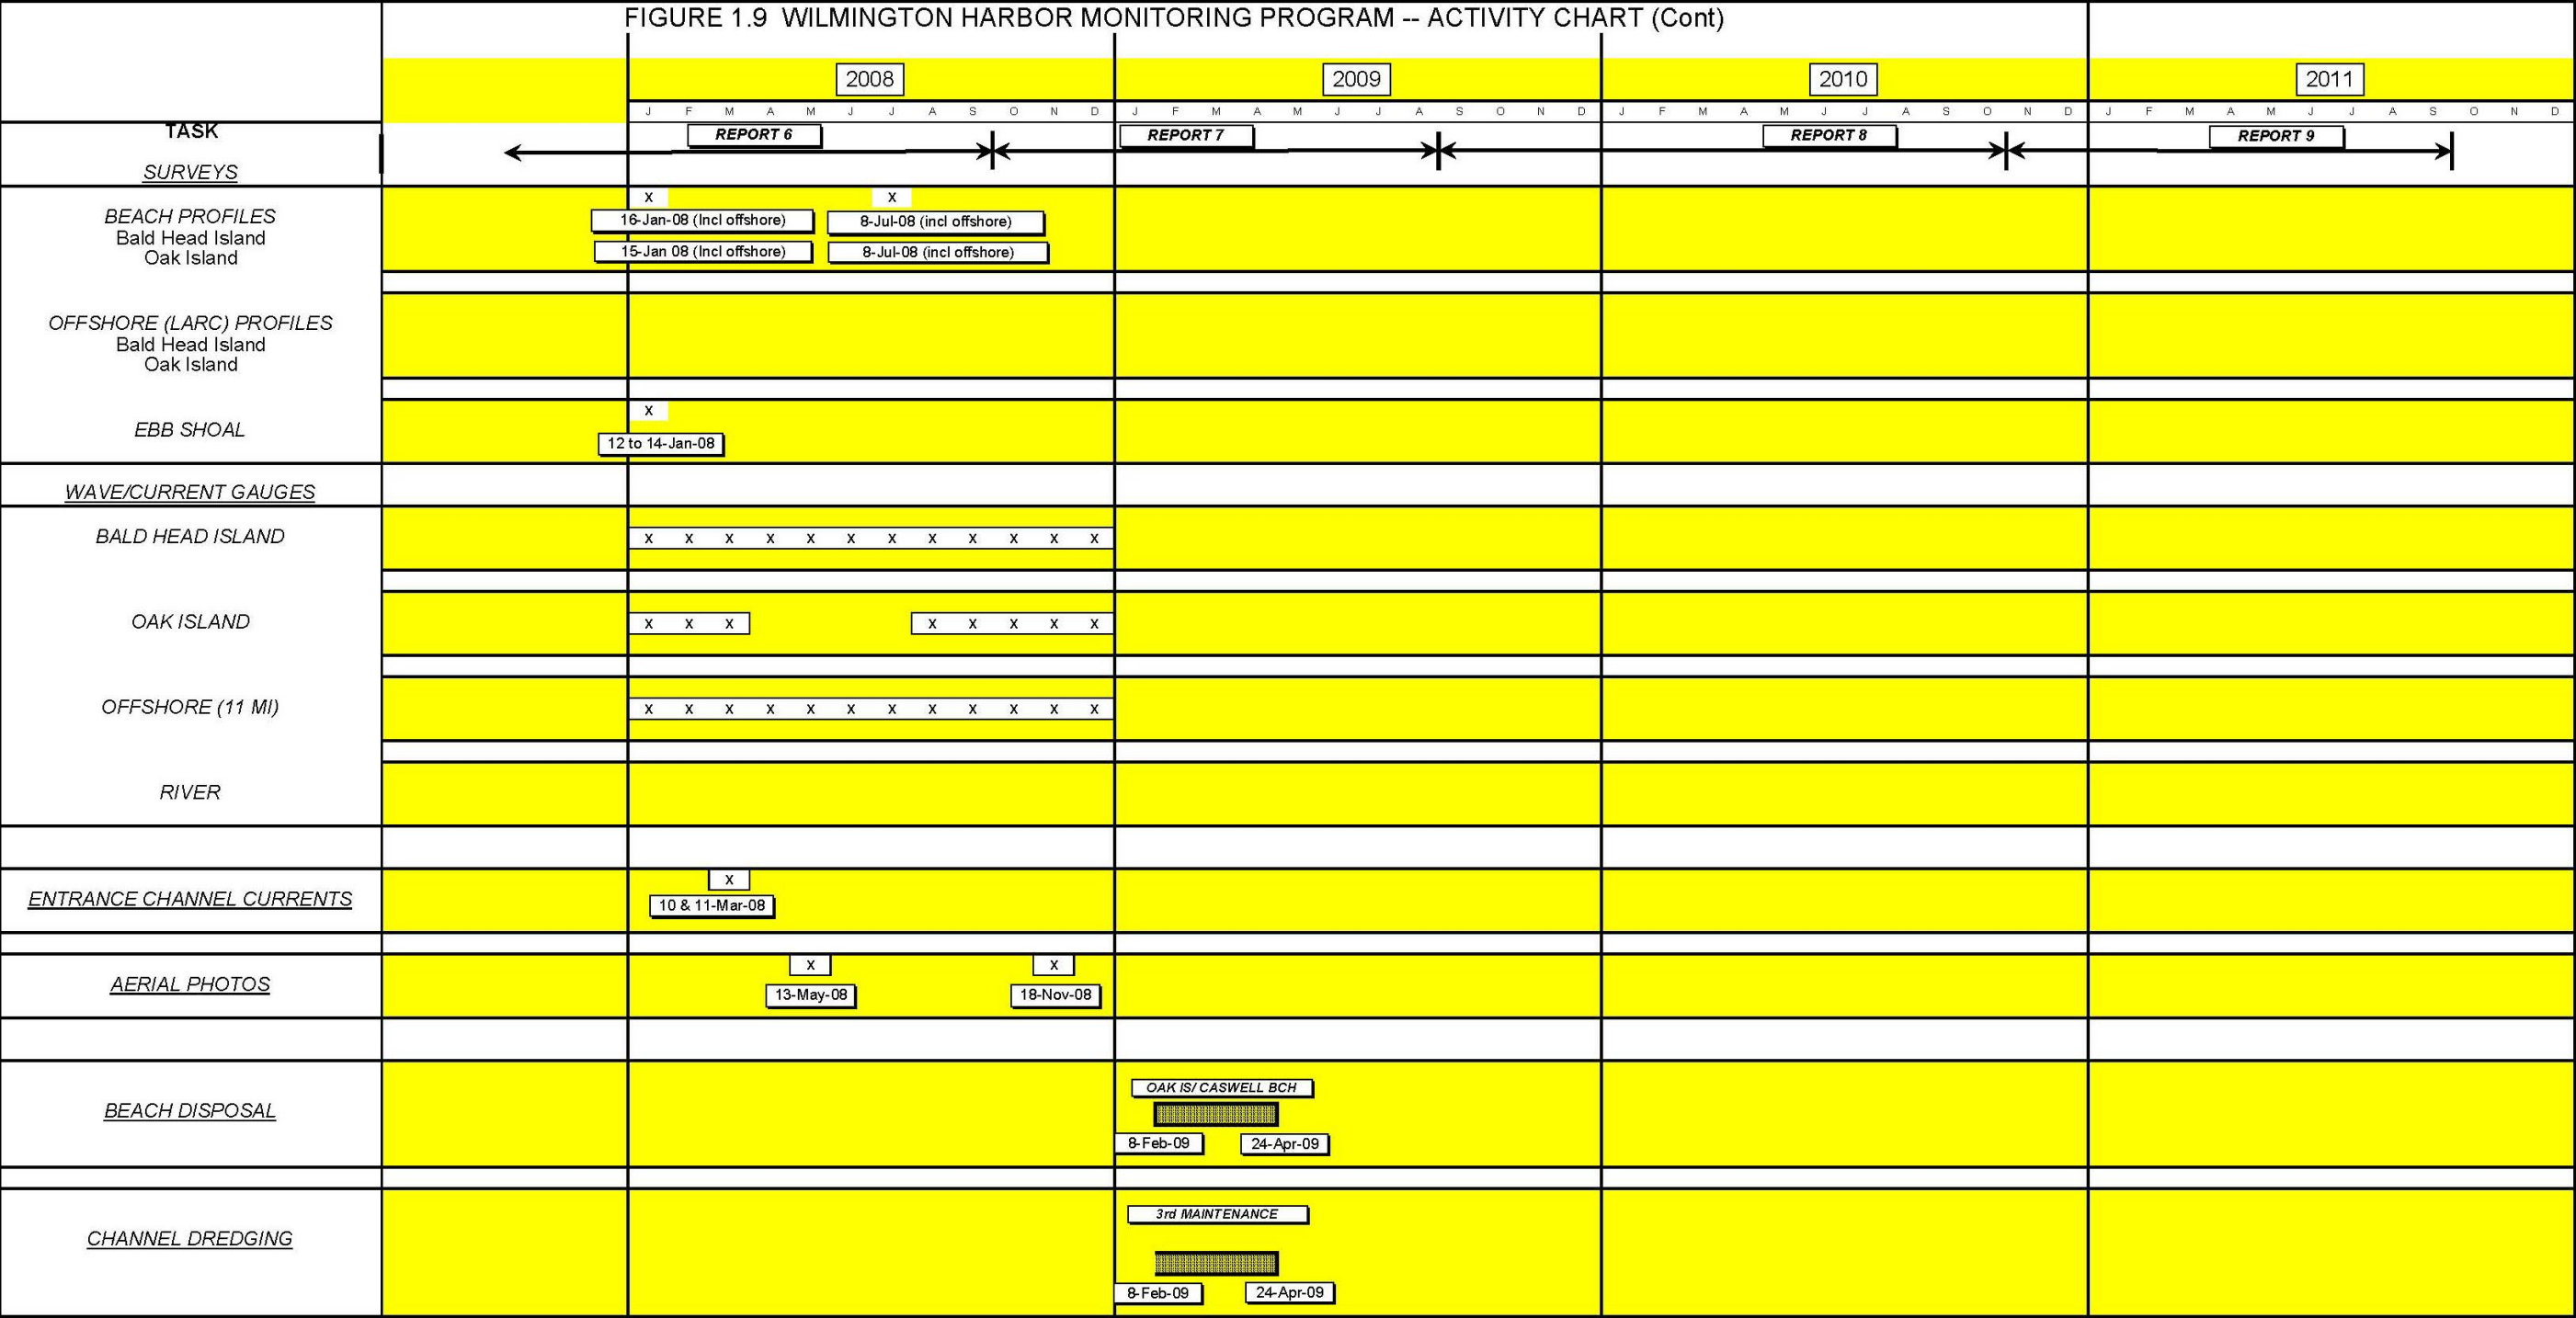 FIGURE 1.9 WILMINGTON HARBOR MONITORING PROGRAM -- ACTIVITY CHART (Cont)
2008 2009 2010 2011
J F M A M J J A S O N D J F M A M J J A S O N D J F M A M J J A S O N D J F M A M J J A S O N D
TASK REPORT 6 REPORT 7 REPORT 8 REPORT 9
SURVEYS
x x
BEACH PROFILES 16-Jan-08 (Incl offshore) 8-Jul-08 (incl offshore)
Bald Head Island
Oak Island 15-Jan 08 (Incl offshore) 8-Jul-08 (incl offshore)
OFFSHORE (LARC) PROFILES
Bald Head Island
Oak Island
x
EBB SHOAL 12 to 14-Jan-08
WAVE/CURRENT GAUGES
BALD HEAD ISLAND x x x x x x x x x x x x
OAK ISLAND x x x x x x x x
OFFSHORE (11 MI) x x x x x x x x x x x x
RIVER
x
ENTRANCE CHANNEL CURRENTS 10 & 11-Mar-08
x x
AERIAL PHOTOS 13-May-08 18-Nov-08
OAK IS/ CASWELL BCH
BEACH DISPOSAL
8-Feb-09 24-Apr-09
3rd MAINTENANCE
CHANNEL DREDGING
8-Feb-09 24-Apr-09